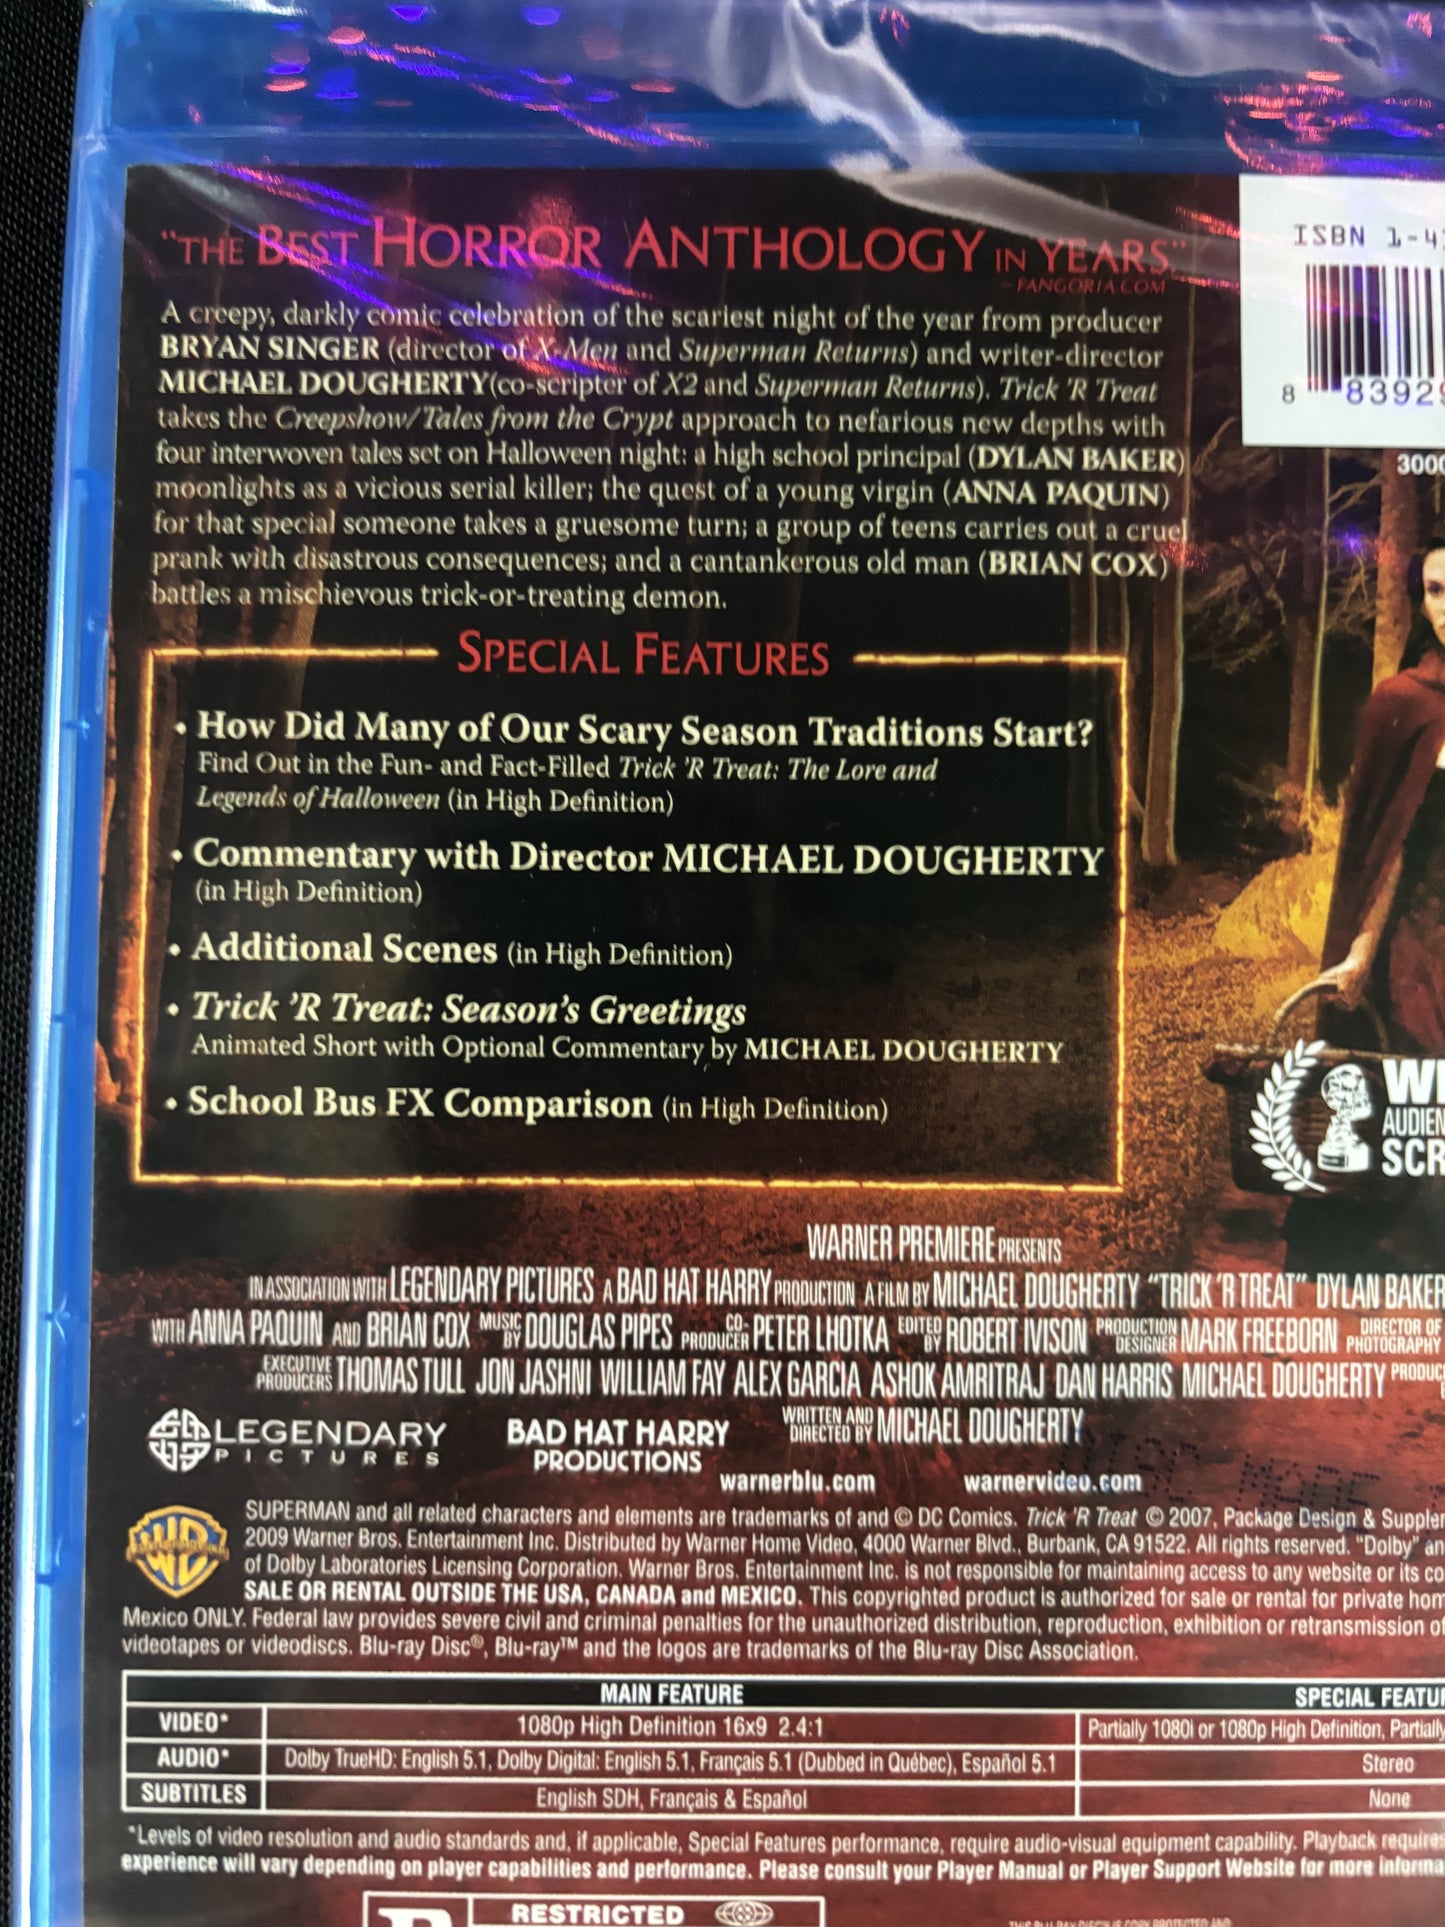 "THE BEST HORROR ANTHOLOGY IN YEARS."
- FANGORIA.COM
A creepy, darkly comic celebration of the scariest night of the year from producer
BRYAN SINGER (director of X-Men and Superman Returns) and writer-director
MICHAEL DOUGHERTY(co-scripter of X2 and Superman Returns). Trick 'R Treat
takes the Creepshow/Tales from the Crypt approach to nefarious new depths with
four interwoven tales set on Halloween night: a high school principal (DYLAN BAKER)
moonlights as a vicious serial killer; the quest of a young virgin (ANNA PAQUIN)
for that special someone takes a gruesome turn; a group of teens carries out a cruel
prank with disastrous consequences; and a cantankerous old man (BRIAN COX)
battles a mischievous trick-or-treating demon.
ISBN 1-4
8 83929
3000
SPECIAL FEATURES
• How Did Many of Our Scary Season Traditions Start?
Find Out in the Fun- and Fact-Filled Trick 'R Treat: The Lore and
Legends of Halloween (in High Definition)
• Commentary with Director MICHAEL DOUGHERTY
(in High Definition)
• Additional Scenes (in High Definition)
• Trick 'R Treat: Season's Greetings
Animated Short with Optional Commentary by MICHAEL DOUGHERTY
• School Bus FX Comparison (in High Definition)
WI
AUDIEN
SCR
WARNER PREMIERE PRESENTS
IN ASSOCIATION WITH LEGENDARY PICTURES A BAD HAT HARRY PRODUCTION A FILM BY MICHAEL DOUGHERTY "TRICK 'R TREAT" DYLAN BAKER
WITH ANNA PAQUIN AND BRIAN COX MUSIC BY DOUGLAS PIPES CO-PRODUCER PETER LHOTKA EDITED BY ROBERT IVISON PRODUCTION DESIGNER MARK FREEBORN DIRECTOR OF PHOTOGRAPHY
EXECUTIVE PRODUCERS THOMAS TULL JON JASHNI WILLIAM FAY ALEX GARCIA ASHOK AMRITRAJ DAN HARRIS MICHAEL DOUGHERTY PRODUC
WRITTEN AND DIRECTED BY MICHAEL DOUGHERTY
LEGENDARY
PICTURES
BAD HAT HARRY
PRODUCTIONS
warnerblu.com warnervideo.com
WB
SUPERMAN and all related characters and elements are trademarks of and © DC Comics. Trick 'R Treat © 2007, Package Design & Supplem
2009 Warner Bros. Entertainment Inc. Distributed by Warner Home Video, 4000 Warner Blvd., Burbank, CA 91522. All rights reserved. "Dolby" an
of Dolby Laboratories Licensing Corporation. Warner Bros. Entertainment Inc. is not responsible for maintaining access to any website or its co
SALE OR RENTAL OUTSIDE THE USA, CANADA and MEXICO. This copyrighted product is authorized for sale or rental for private hom
Mexico ONLY. Federal law provides severe civil and criminal penalties for the unauthorized distribution, reproduction, exhibition or retransmission of
videotapes or videodiscs. Blu-ray Disc®, Blu-ray™ and the logos are trademarks of the Blu-ray Disc Association.
MAIN FEATURE SPECIAL FEATU
VIDEO* 1080p High Definition 16x9 2.4:1 Partially 1080i or 1080p High Definition, Partially
AUDIO* Dolby TrueHD: English 5.1, Dolby Digital: English 5.1, Français 5.1 (Dubbed in Québec), Español 5.1 Stereo
SUBTITLES English SDH, Français & Español None
*Levels of video resolution and audio standards and, if applicable, Special Features performance, require audio-visual equipment capability. Playback requires
experience will vary depending on player capabilities and performance. Please consult your Player Manual or Player Support Website for more informa
R RESTRICTED